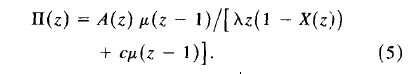 Π(z) = A(z) μ(z − 1)/[λz(1 − X(z))
+ cμ(z − 1)]. (5)